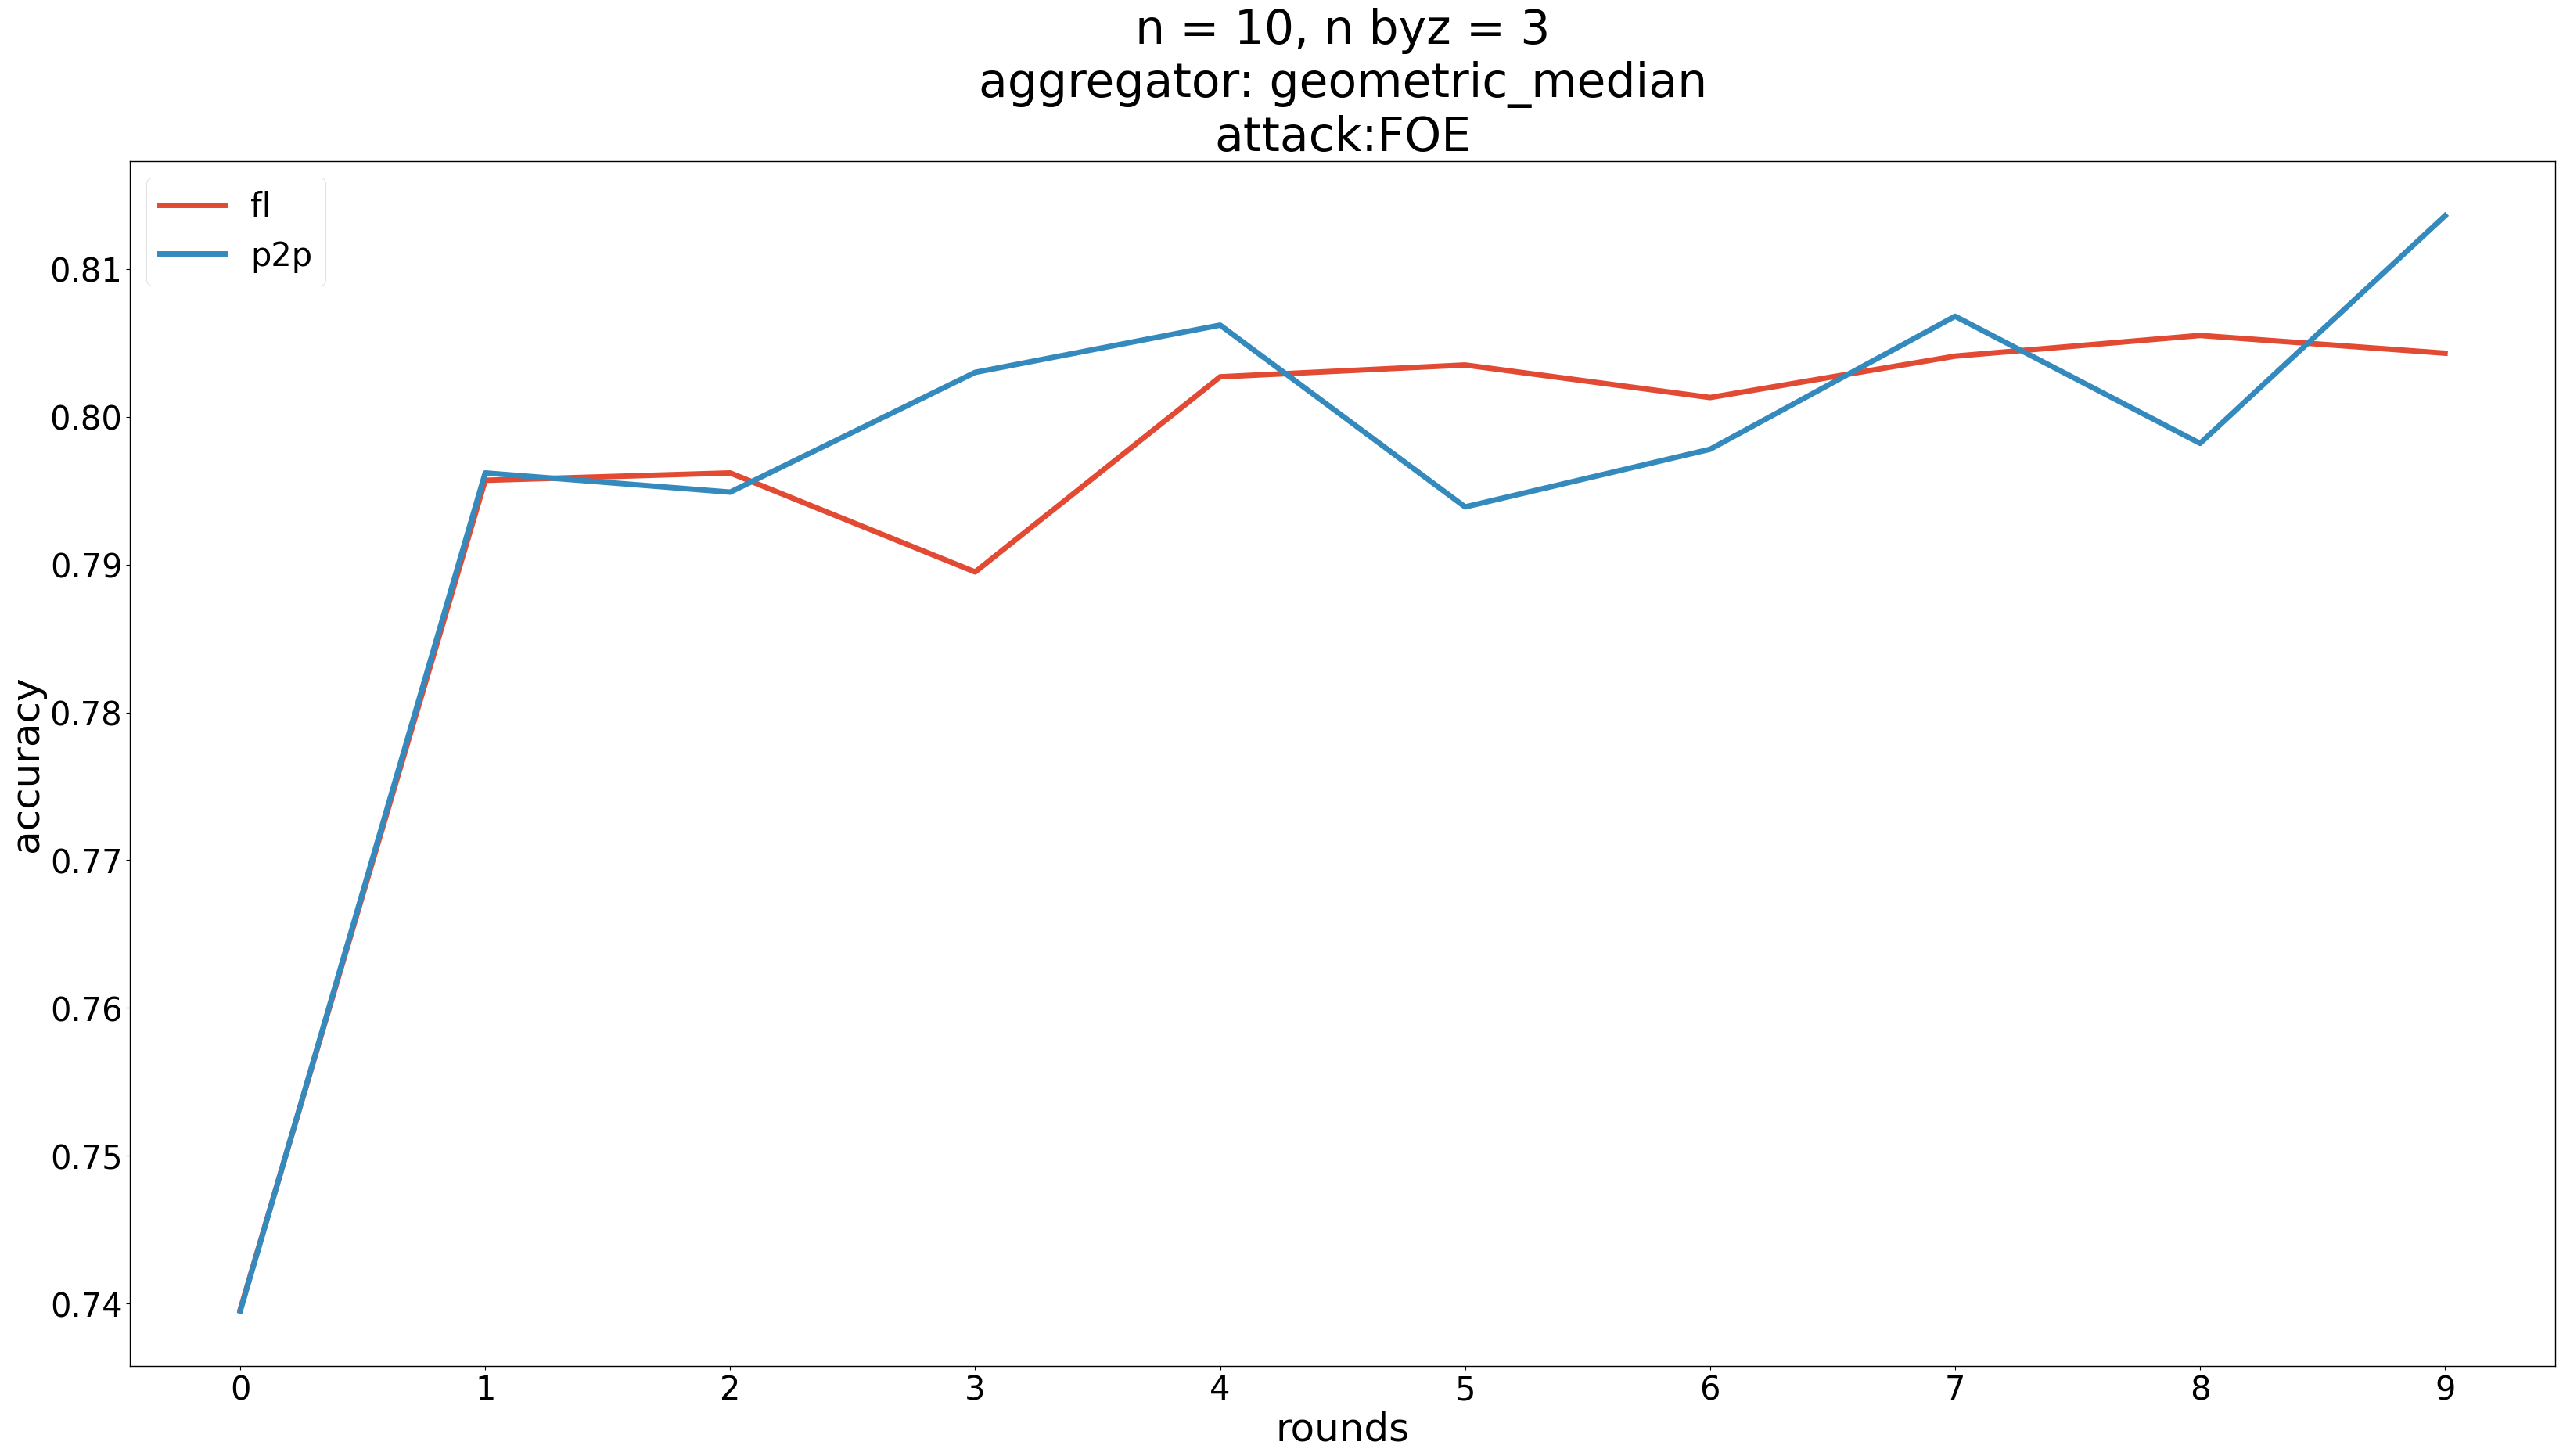 n = 10, n byz = 3
aggregator: geometric_median
attack:FOE
fl
p2p
0.81
0.80
0.79
0.78
0.77
0.76
0.75
0.74
accuracy
0 1 2 3 4 5 6 7 8 9
rounds